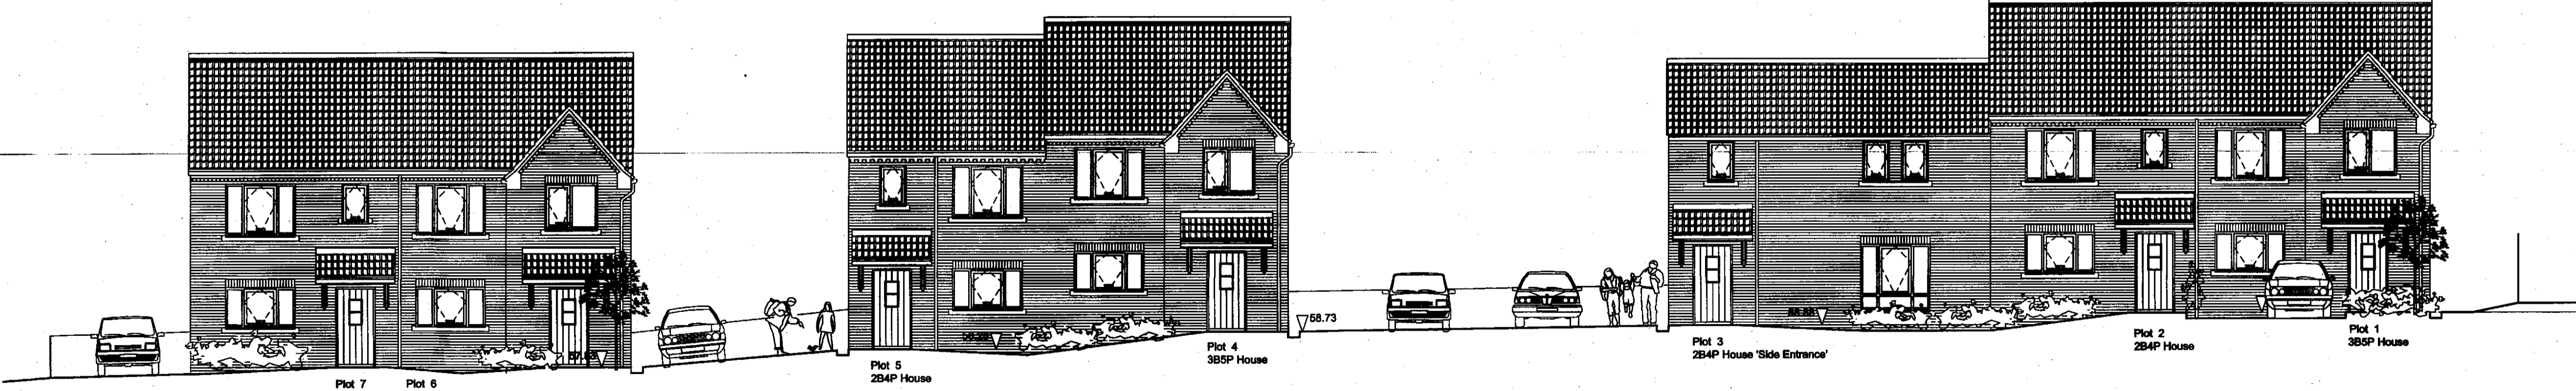 Plot 7
Plot 6
Plot 5
2B4P House
Plot 4
3B5P House
58.73
Plot 3
2B4P House 'Side Entrance'
Plot 2
2B4P House
Plot 1
3B5P House